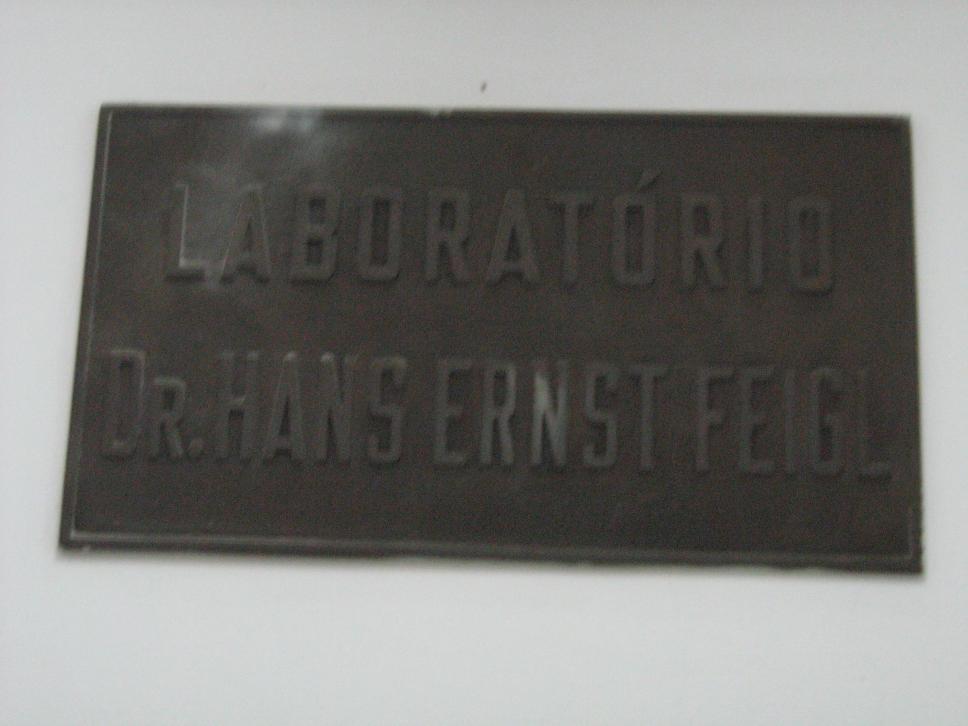 LABORATÓRIO
DR. HANS ERNST FEIGL